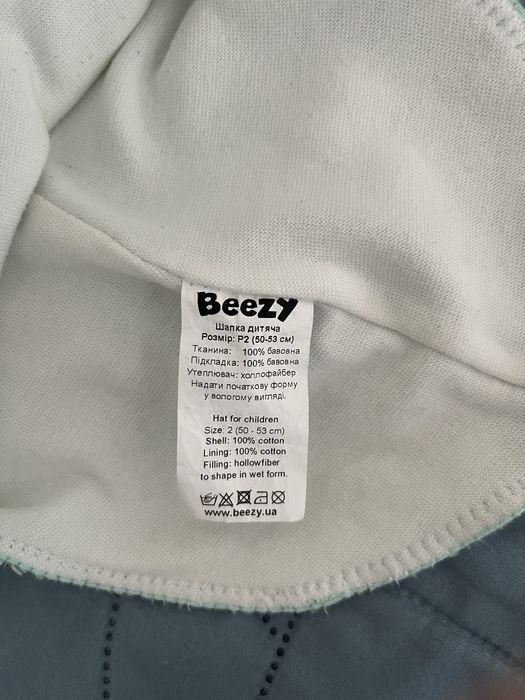 Beezy
Шапка дитяча
Розмір: Р2 (50-53 см)
Тканина: 100% бавовна
Підкладка: 100% бавовна
Утеплювач: холлофайбер
Надати початкову форму
у вологому вигляді.
Hat for children
Size: 2 (50 - 53 cm)
Shell: 100% cotton
Lining: 100% cotton
Filling: hollowfiber
to shape in wet form.
www.beezy.ua